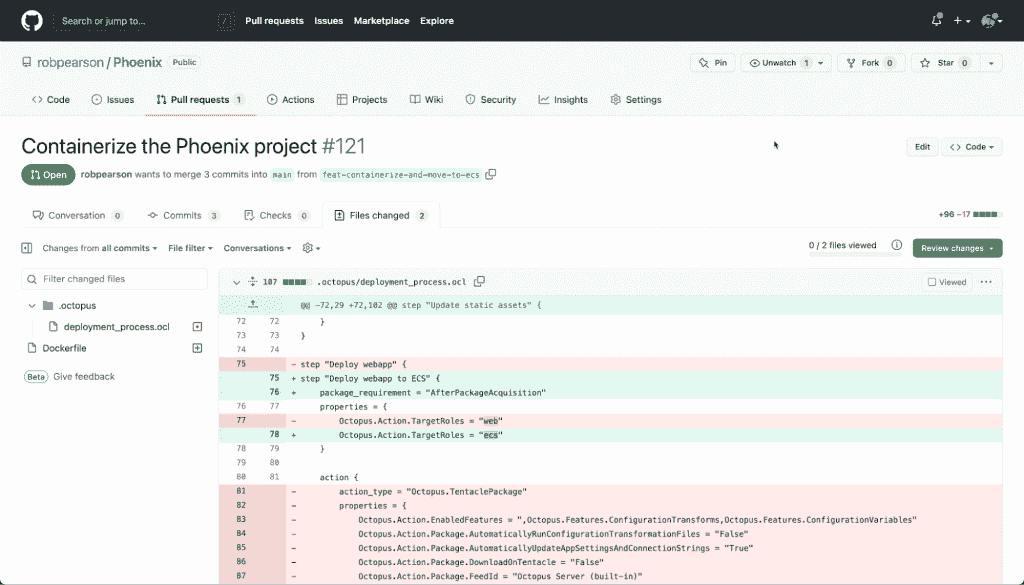 Search or jump to...
/
Pull requests Issues Marketplace Explore
robpearson / Phoenix Public
Pin Unwatch 1 Fork 0 Star 0
Code Issues Pull requests 1 Actions Projects Wiki Security Insights Settings
Containerize the Phoenix project #121
Edit <> Code
Open robpearson wants to merge 3 commits into main from feat-containerize-and-move-to-ecs
Conversation 0 Commits 3 Checks 0 Files changed 2
+96 −17
Changes from all commits File filter Conversations
0 / 2 files viewed Review changes
Filter changed files
.octopus
deployment_process.ocl
Dockerfile
Beta Give feedback
107 .octopus/deployment_process.ocl Viewed ...
@@ -72,29 +72,102 @@ step "Update static assets" {
72 72 }
73 73 }
74 74
75 - step "Deploy webapp" {
75 + step "Deploy webapp to ECS" {
76 + package_requirement = "AfterPackageAcquisition"
76 77 properties = {
77 - Octopus.Action.TargetRoles = "web"
78 + Octopus.Action.TargetRoles = "ecs"
78 79 }
79 80
80 81 action {
81 - action_type = "Octopus.TentaclePackage"
82 - properties = {
83 - Octopus.Action.EnabledFeatures = ",Octopus.Features.ConfigurationTransforms,Octopus.Features.ConfigurationVariables"
84 - Octopus.Action.Package.AutomaticallyRunConfigurationTransformationFiles = "False"
85 - Octopus.Action.Package.AutomaticallyUpdateAppSettingsAndConnectionStrings = "True"
86 - Octopus.Action.Package.DownloadOnTentacle = "False"
87 - Octopus.Action.Package.FeedId = "Octopus Server (built-in)"